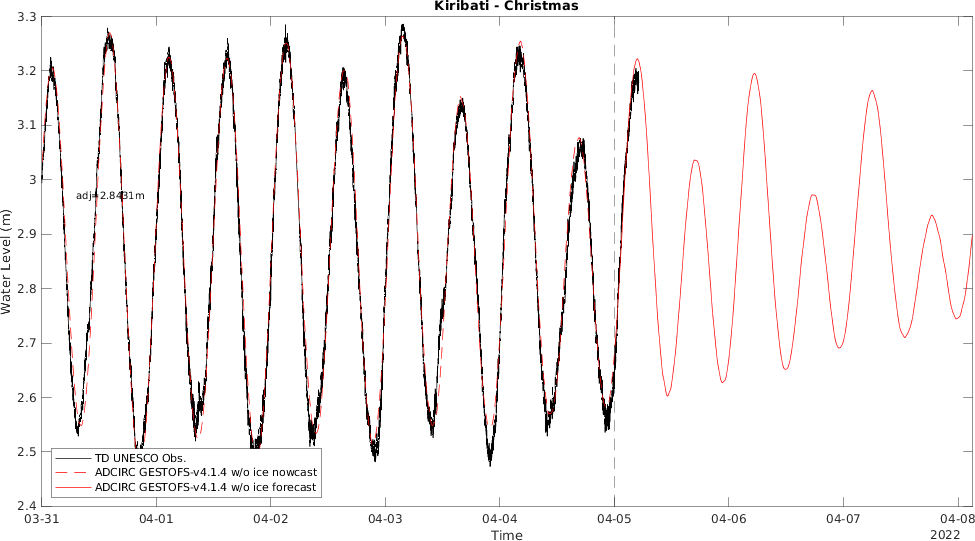 Kiribati - Christmas
3.3
3.2
3.1
3
2.9
2.8
2.7
2.6
2.5
2.4
Water Level (m)
adj=2.8431m
TD UNESCO Obs.
ADCIRC GESTOFS-v4.1.4 w/o ice nowcast
ADCIRC GESTOFS-v4.1.4 w/o ice forecast
03-31 04-01 04-02 04-03 04-04 04-05 04-06 04-07 04-08
Time
2022